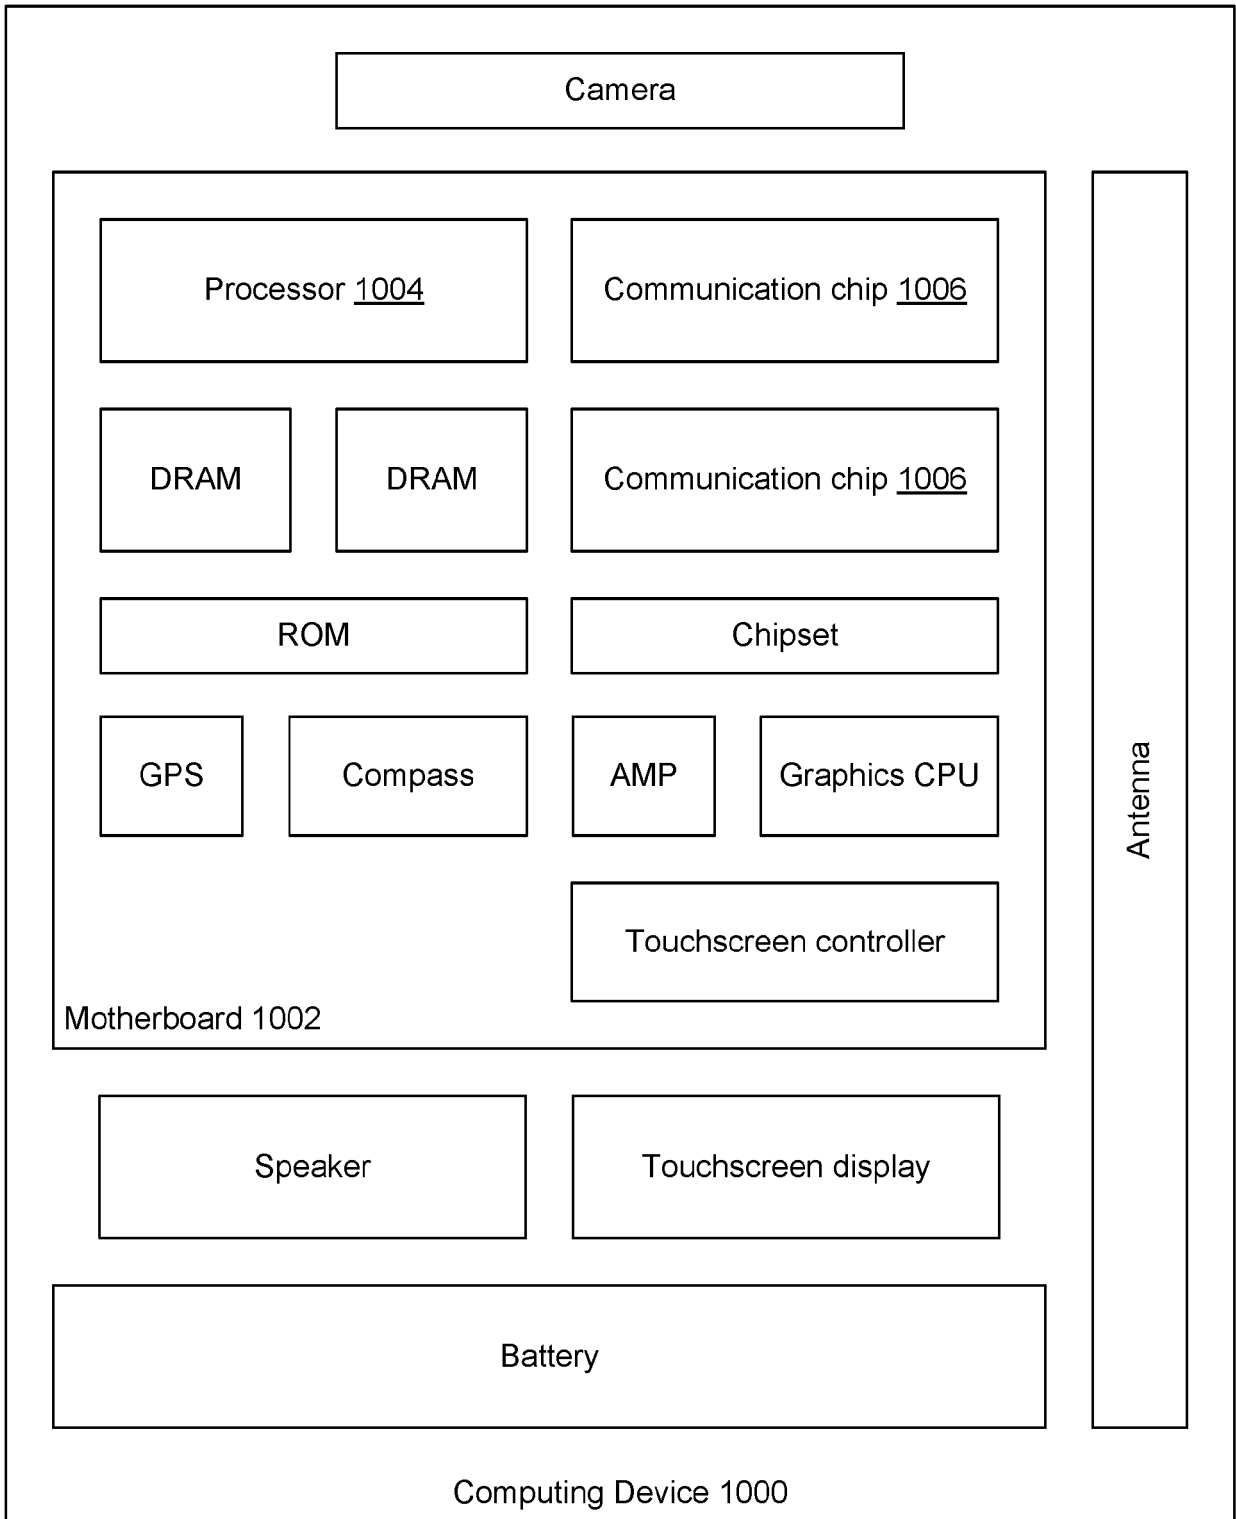 Camera
Processor 1004
Communication chip 1006
DRAM
DRAM
Communication chip 1006
ROM
Chipset
GPS
Compass
AMP
Graphics CPU
Antenna
Touchscreen controller
Motherboard 1002
Speaker
Touchscreen display
Battery
Computing Device 1000